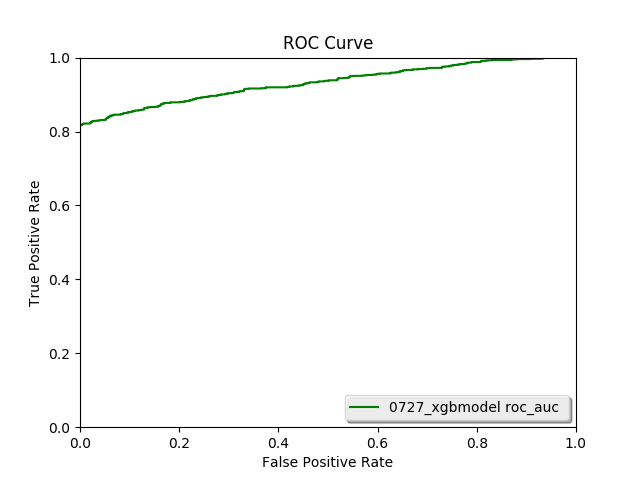 ROC Curve
1.0
0.8
0.6
0.4
0.2
0.0
True Positive Rate
0727_xgbmodel roc_auc
0.0 0.2 0.4 0.6 0.8 1.0
False Positive Rate